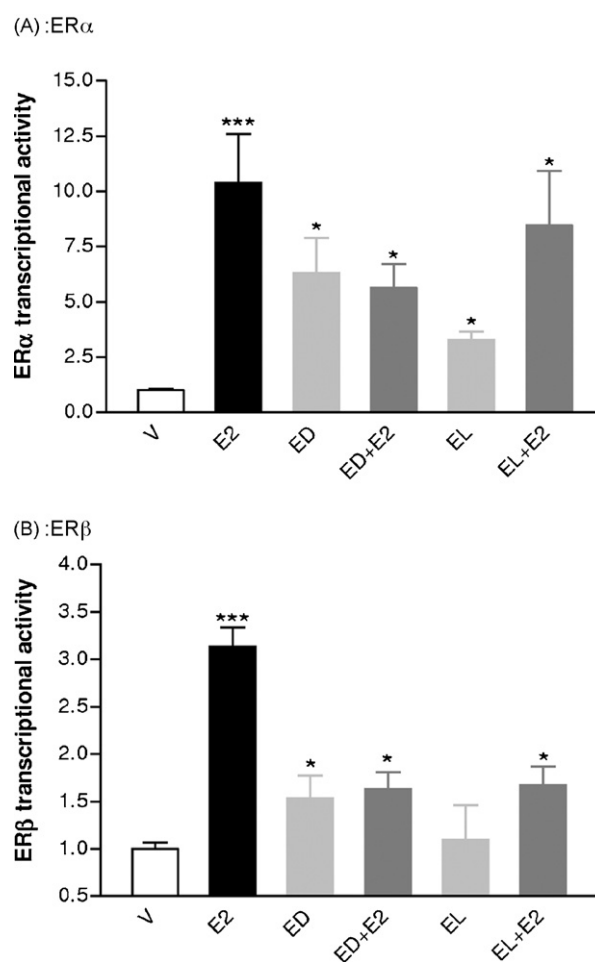 (A) :ERα
ERα transcriptional activity
15.0
12.5
10.0
7.5
5.0
2.5
0.0
***
*
*
*
*
V
E2
ED
ED+E2
EL
EL+E2
(B) :ERβ
ERβ transcriptional activity
4.0
3.5
3.0
2.5
2.0
1.5
1.0
0.5
***
*
*
*
V
E2
ED
ED+E2
EL
EL+E2